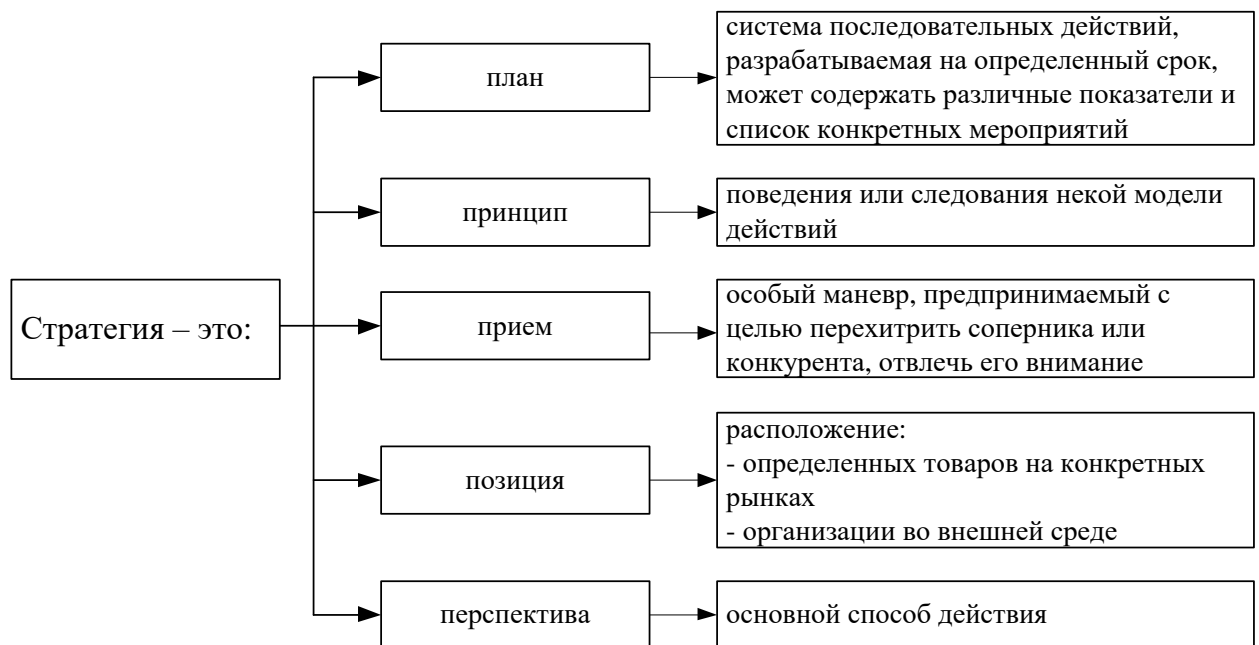 Стратегия – это:
план
система последовательных действий,
разрабатываемая на определенный срок,
может содержать различные показатели и
список конкретных мероприятий
принцип
поведения или следования некой модели
действий
прием
особый маневр, предпринимаемый с
целью перехитрить соперника или
конкурента, отвлечь его внимание
позиция
расположение:
- определенных товаров на конкретных
рынках
- организации во внешней среде
перспектива
основной способ действия